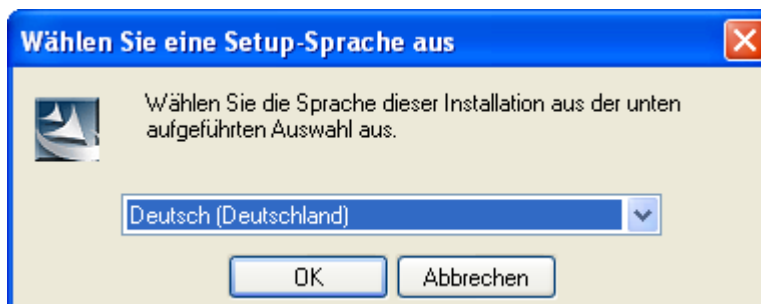 Wählen Sie eine Setup-Sprache aus
Wählen Sie die Sprache dieser Installation aus der unten
aufgeführten Auswahl aus.
Deutsch (Deutschland)
OK Abbrechen